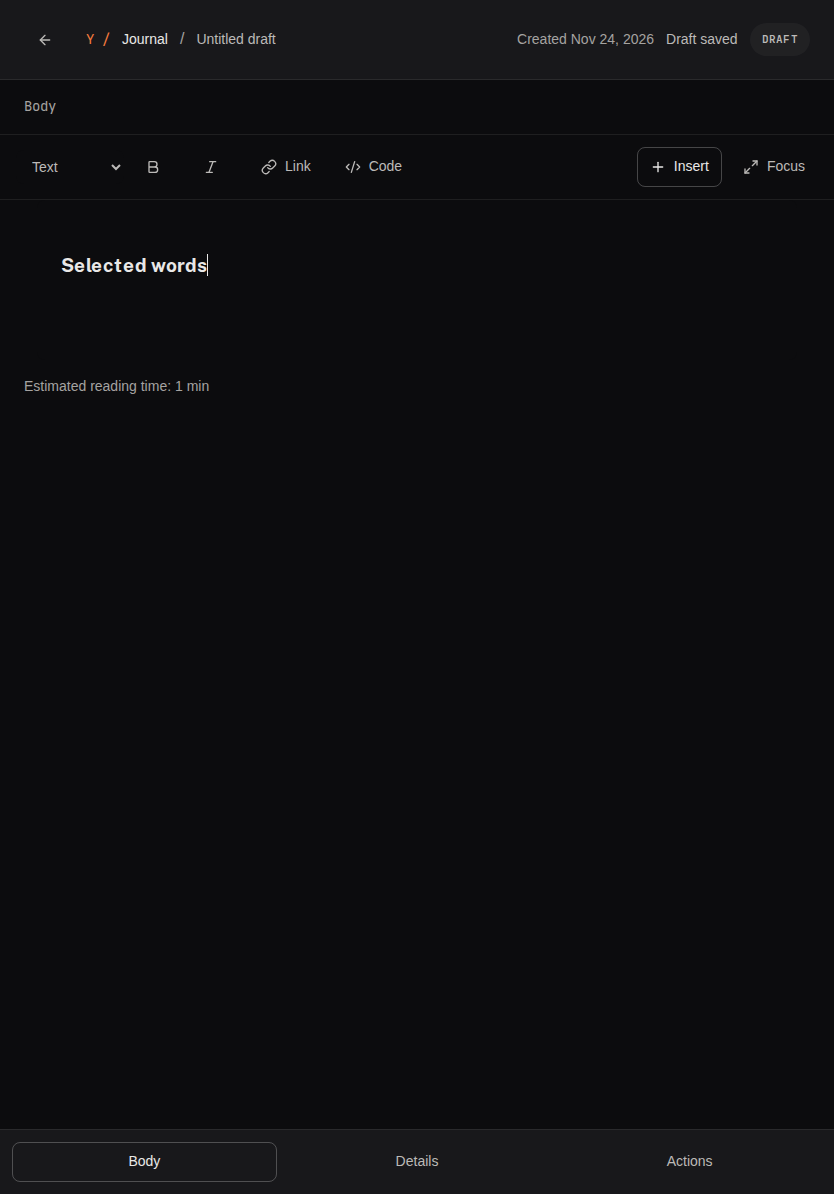 Y / Journal / Untitled draft Created Nov 24, 2026 Draft saved DRAFT
Body
Text B I Link </> Code + Insert Focus
Selected words
Estimated reading time: 1 min
Body Details Actions